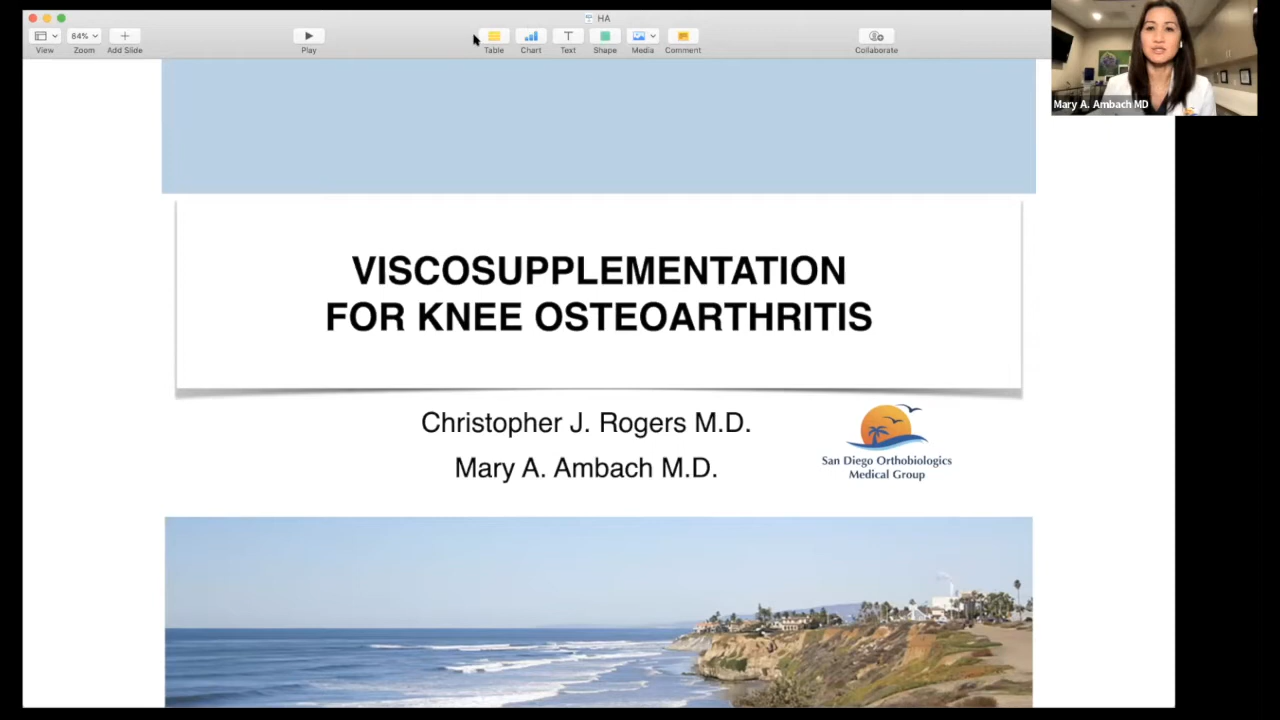 HA
View
84%
Zoom
Add Slide
Play
Table
Chart
Text
Shape
Media
Comment
Collaborate
Mary A. Ambach MD
VISCOSUPPLEMENTATION
FOR KNEE OSTEOARTHRITIS
Christopher J. Rogers M.D.
Mary A. Ambach M.D.
San Diego Orthobiologics
Medical Group